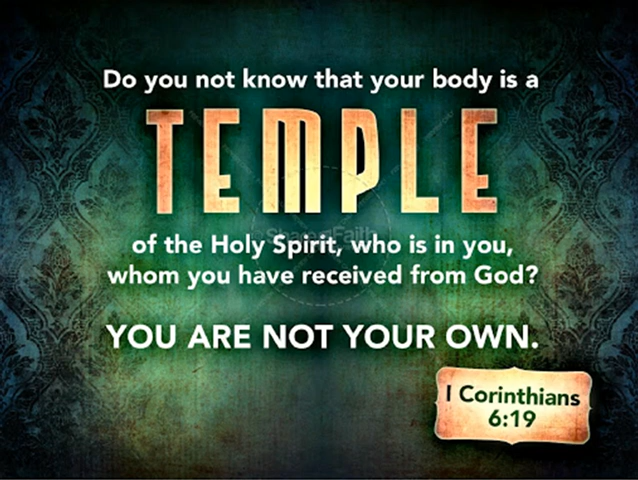 Do you not know that your body is a
TEMPLE
of the Holy Spirit, who is in you,
whom you have received from God?
YOU ARE NOT YOUR OWN.
I Corinthians
6:19